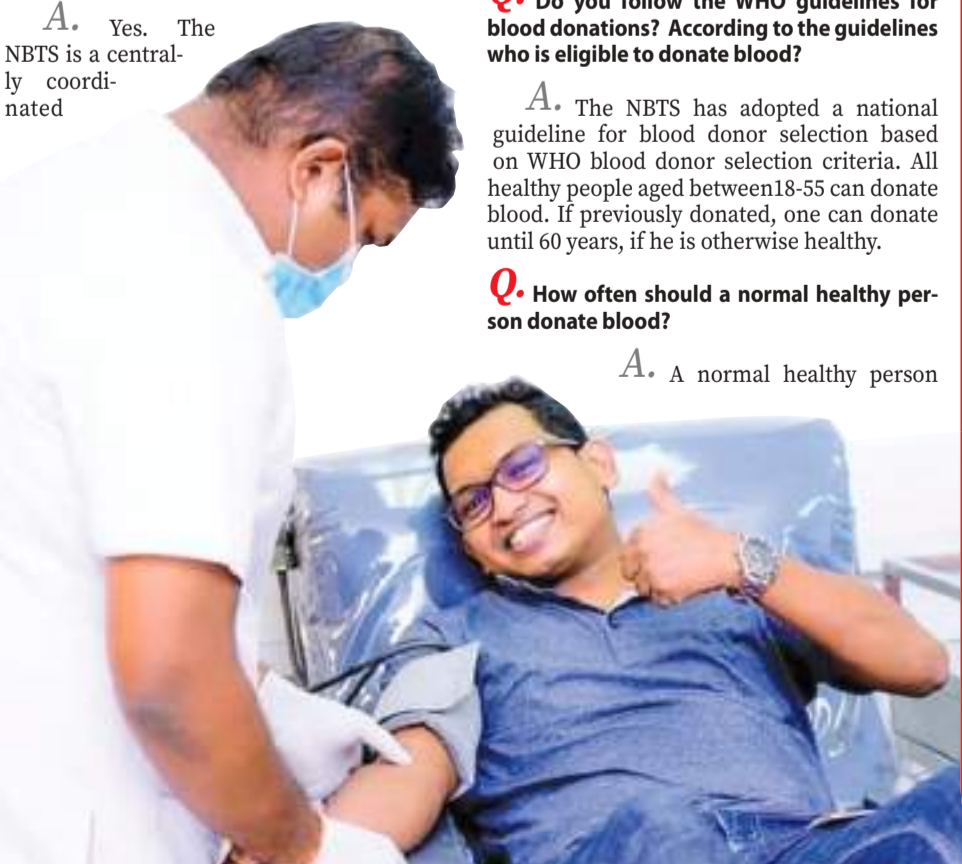 A. Yes. The
NBTS is a central-
ly coordi-
nated
Q. Do you follow the WHO guidelines for
blood donations? According to the guidelines
who is eligible to donate blood?
A. The NBTS has adopted a national
guideline for blood donor selection based
on WHO blood donor selection criteria. All
healthy people aged between18-55 can donate
blood. If previously donated, one can donate
until 60 years, if he is otherwise healthy.
Q. How often should a normal healthy per-
son donate blood?
A. A normal healthy person